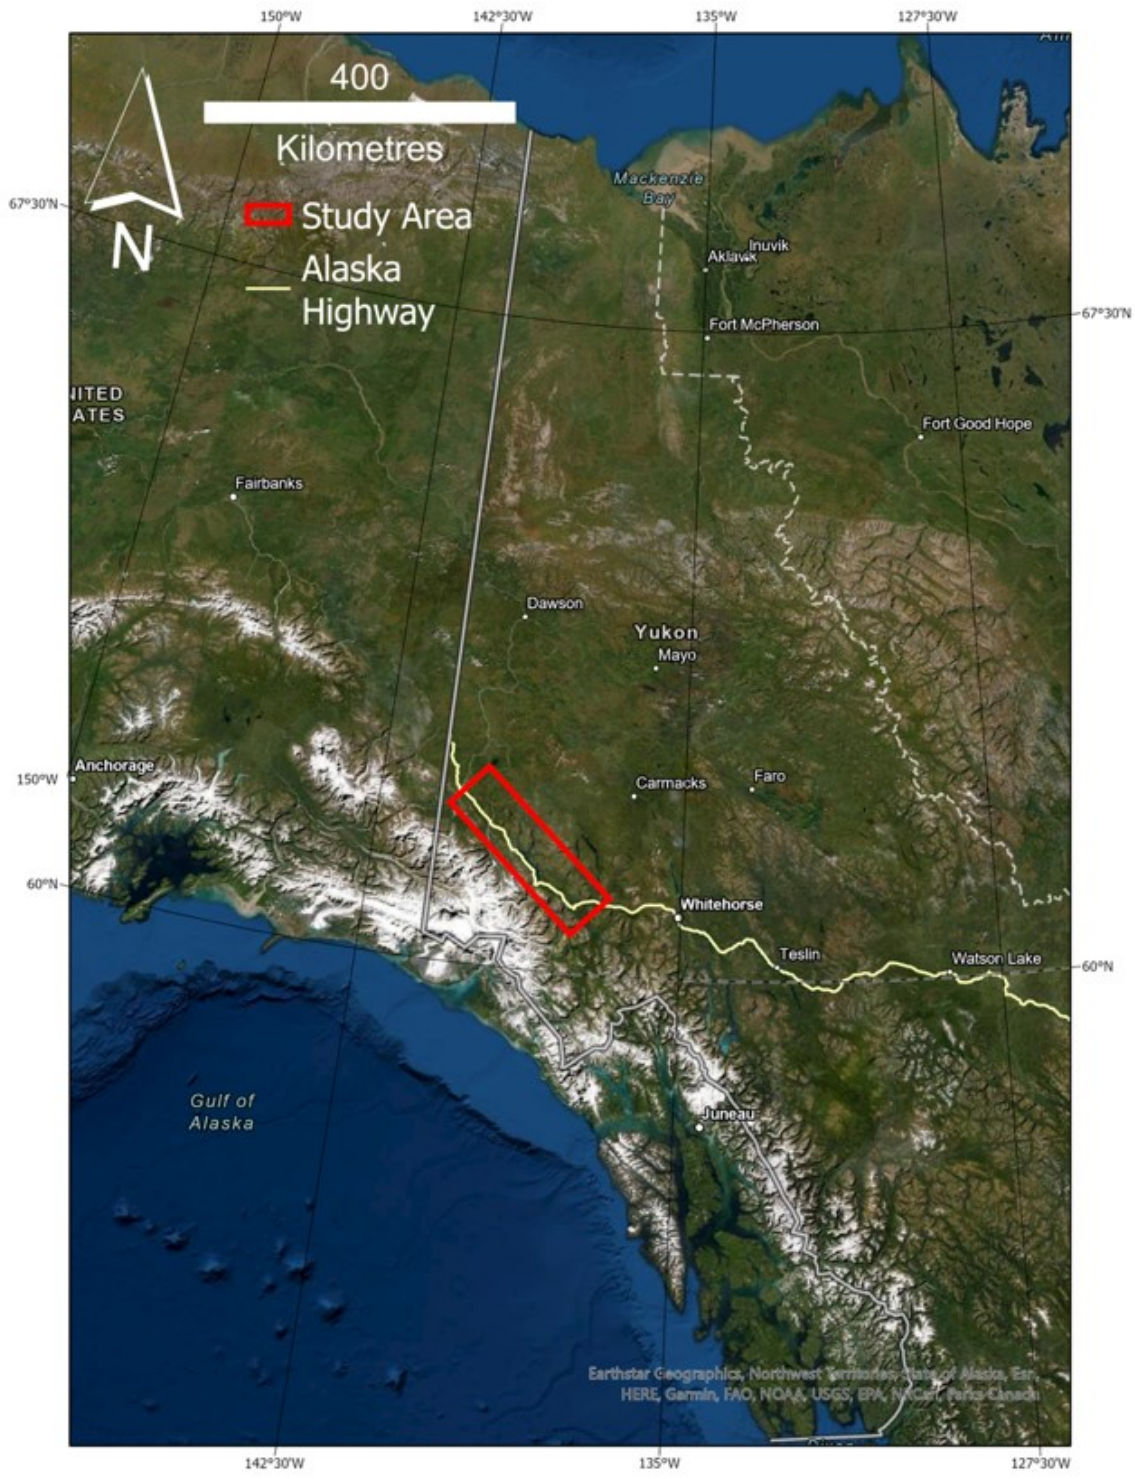 150°W
142°30'W
135°W
127°30'W
400
Kilometres
67°30'N
Mackenzie
Bay
Study Area
N
Inuvik
Aklavik
Alaska
Highway
67°30'N
Fort McPherson
NITED
ATES
Fort Good Hope
Fairbanks
Dawson
Yukon
Mayo
150°W
Anchorage
Carmacks
Faro
60°N
Whitehorse
Teslin
Watson Lake
60°N
Gulf of
Alaska
Juneau
Earthstar Geographics, Northwest Territories, State of Alaska, Esri,
HERE, Garmin, FAO, NOAA, USGS, EPA, NRCan, Parks Canada
142°30'W
135°W
127°30'W